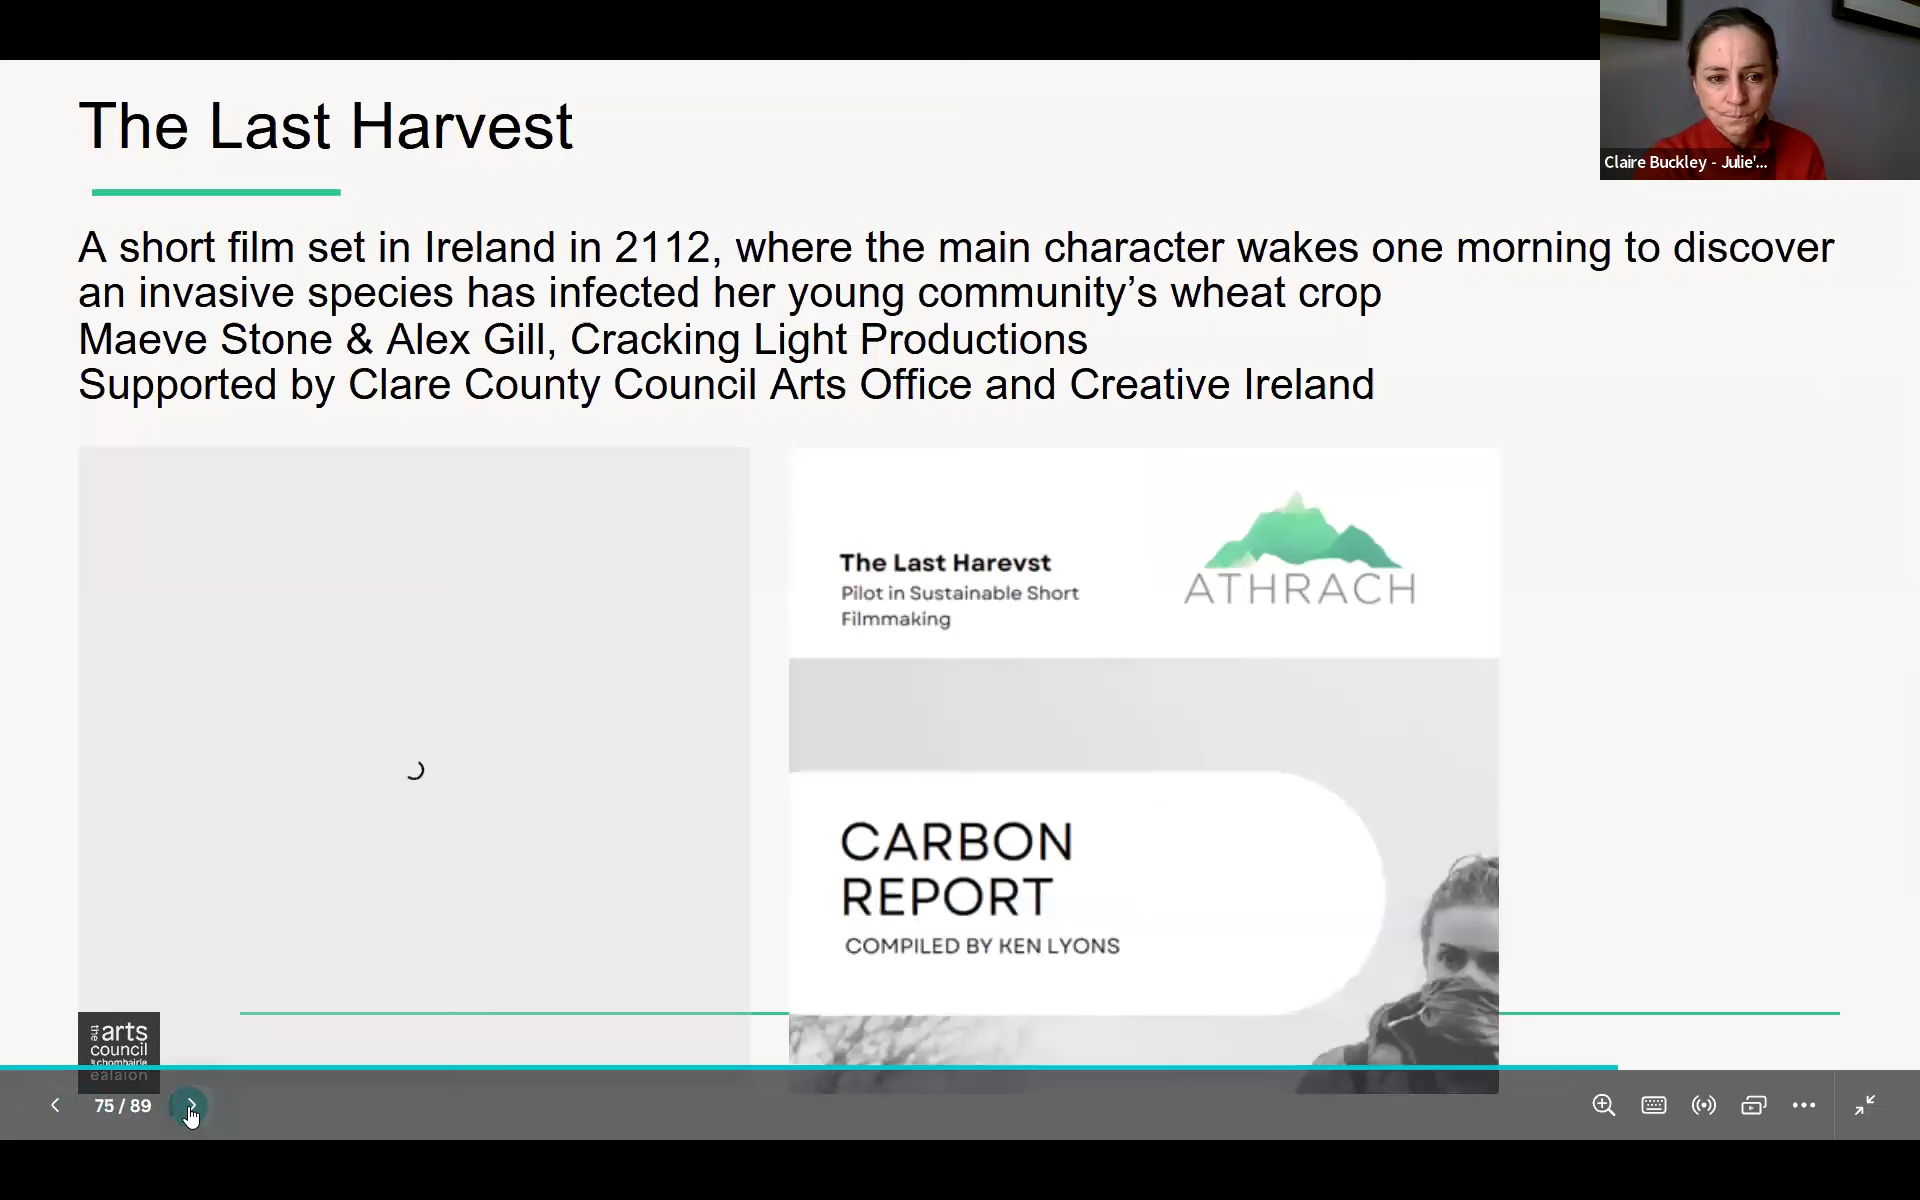 The Last Harvest
Claire Buckley - Julie'...
A short film set in Ireland in 2112, where the main character wakes one morning to discover
an invasive species has infected her young community’s wheat crop
Maeve Stone & Alex Gill, Cracking Light Productions
Supported by Clare County Council Arts Office and Creative Ireland
The Last Harevst
Pilot in Sustainable Short
Filmmaking
ATHRACH
CARBON
REPORT
COMPILED BY KEN LYONS
the arts
council
chomhairle
ealaíon
75 / 89